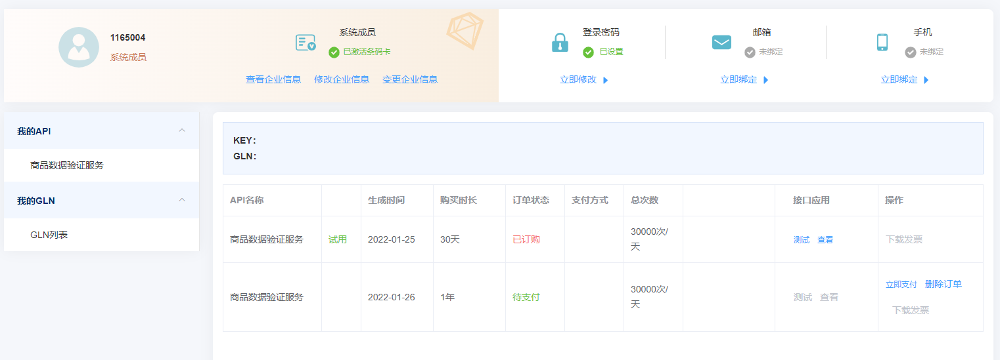 1165004
系统成员
系统成员
已激活条码卡
查看企业信息 修改企业信息 变更企业信息
登录密码
已设置
立即修改
邮箱
未绑定
立即绑定
手机
未绑定
立即绑定
我的API
商品数据验证服务
我的GLN
GLN列表
KEY:
GLN:
API名称 生成时间 购买时长 订单状态 支付方式 总次数 接口应用 操作
商品数据验证服务 试用 2022-01-25 30天 已订购 30000次/
天 测试 查看 下载发票
商品数据验证服务 2022-01-26 1年 待支付 30000次/
天 测试 查看 立即支付 删除订单
下载发票